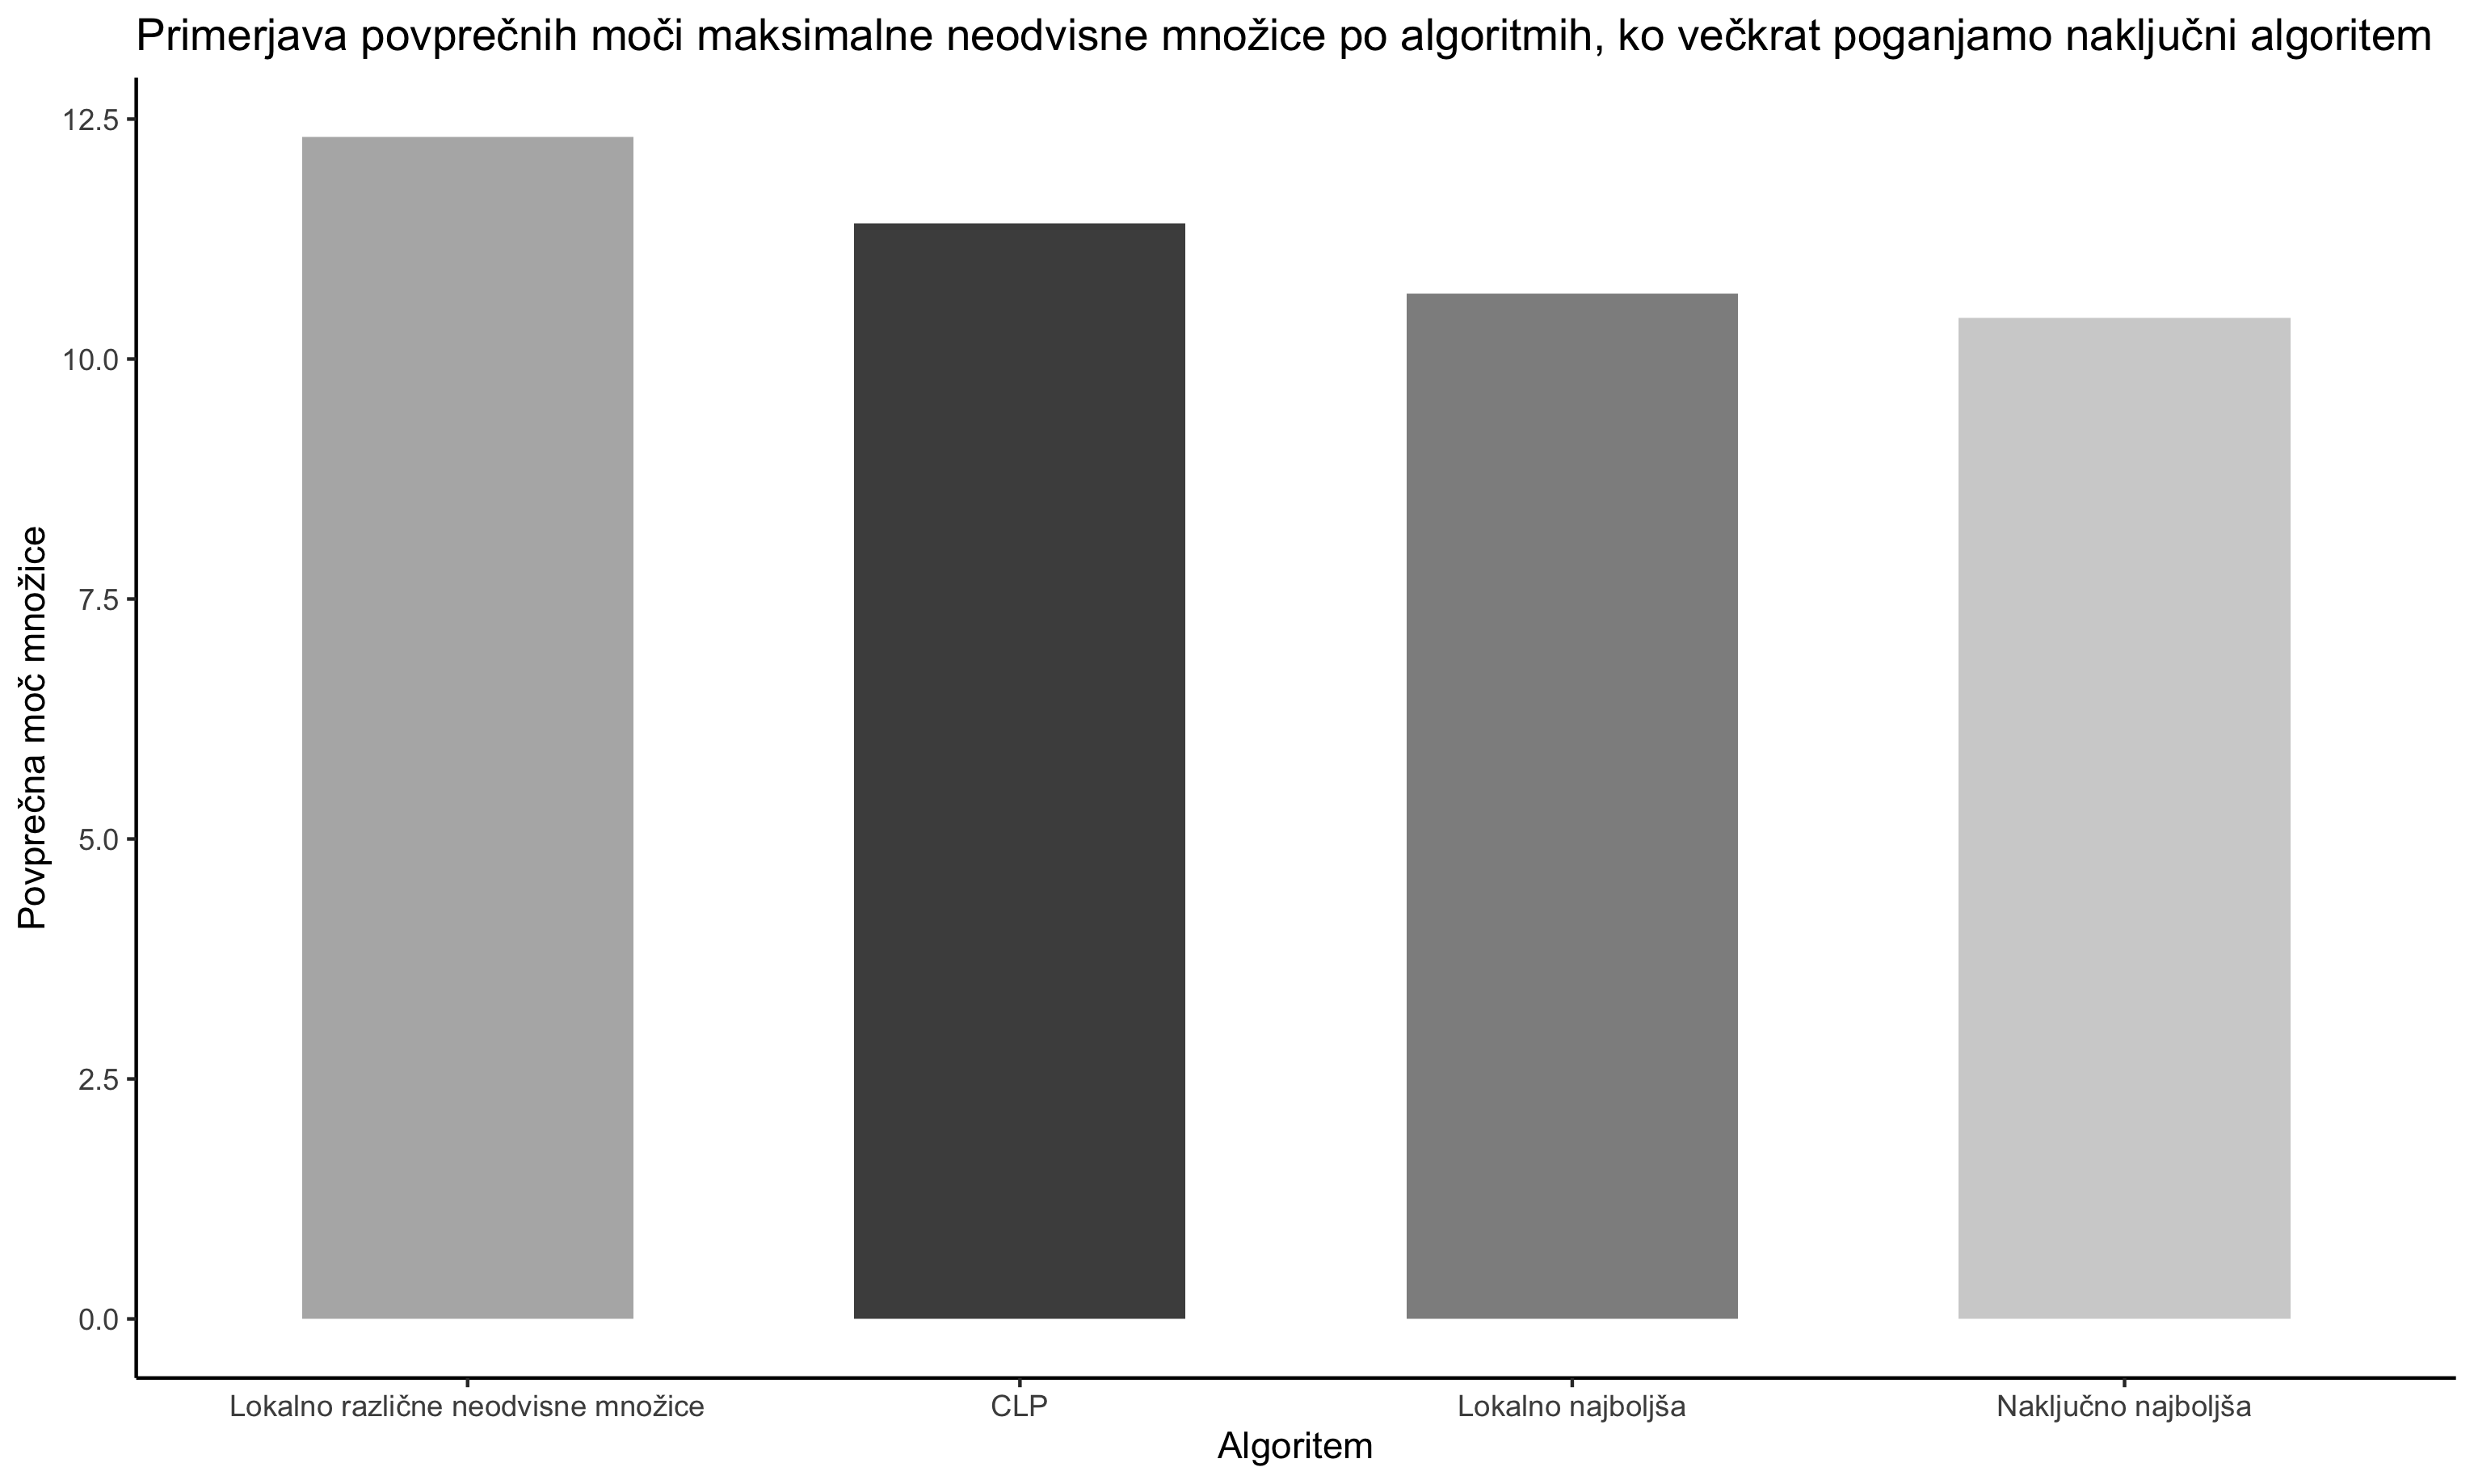 Primerjava povprečnih moči maksimalne neodvisne množice po algoritmih, ko večkrat poganjamo naključni algoritem
Povprečna moč množice
12.5
10.0
7.5
5.0
2.5
0.0
Lokalno različne neodvisne množice
CLP
Lokalno najboljša
Naključno najboljša
Algoritem